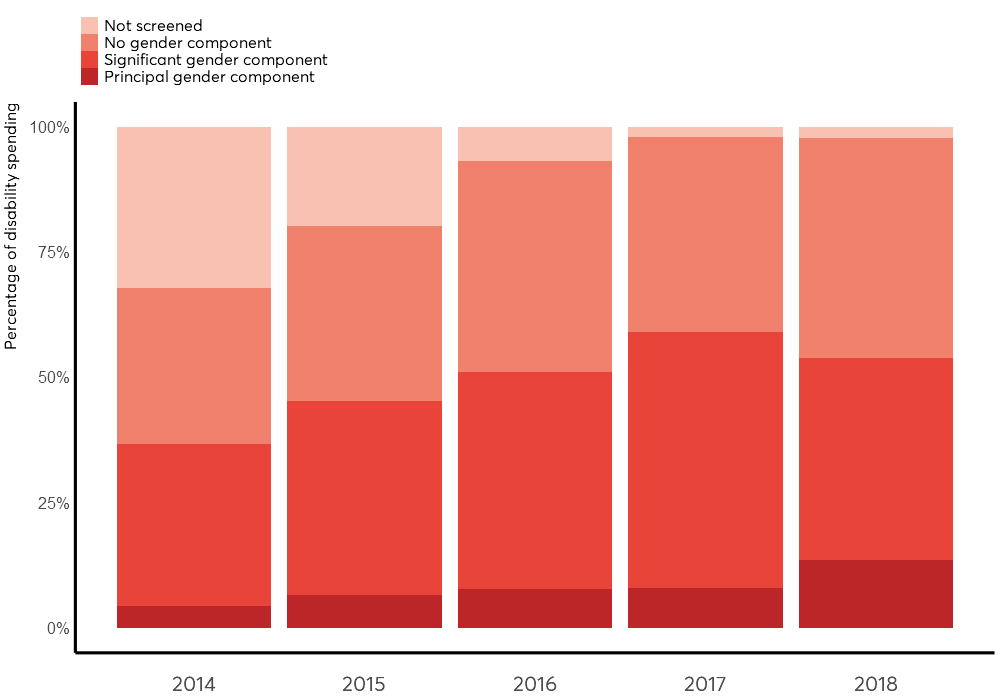 Not screened
No gender component
Significant gender component
Principal gender component
Percentage of disability spending
100%
75%
50%
25%
0%
2014
2015
2016
2017
2018